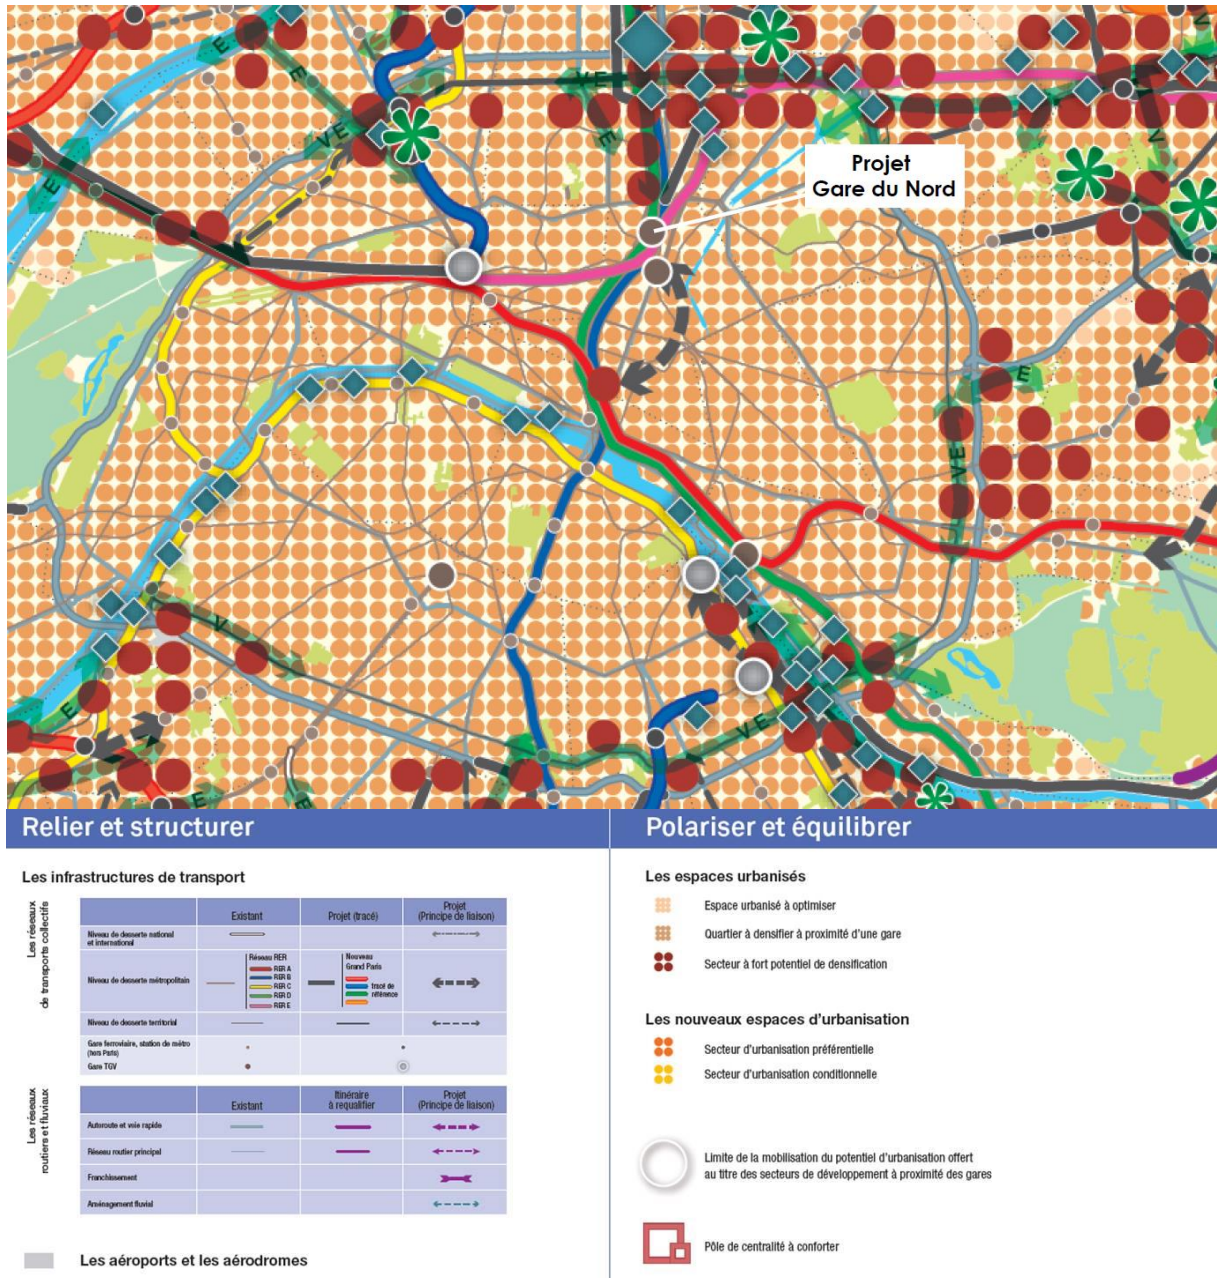 E
E
VE
VE
E
V
E
Projet
Gare du Nord
E
VE
V
E
VE
E
E
Relier et structurer
Les infrastructures de transport
Les réseaux
de transports collectifs
Existant
Projet (tracé)
Projet
(Principe de liaison)
Niveau de desserte national
et international
Niveau de desserte métropolitain
Réseau RER
RER A
RER B
RER C
RER D
RER E
Nouveau
Grand Paris
tracé de
référence
Niveau de desserte territorial
Gare ferroviaire, station de métro
(hors Paris)
Gare TGV
Les réseaux
routiers et fluviaux
Existant
Itinéraire
à requalifier
Projet
(Principe de liaison)
Autoroute et voie rapide
Réseau routier principal
Franchissement
Aménagement fluvial
Les aéroports et les aérodromes
Polariser et équilibrer
Les espaces urbanisés
Espace urbanisé à optimiser
Quartier à densifier à proximité d'une gare
Secteur à fort potentiel de densification
Les nouveaux espaces d'urbanisation
Secteur d'urbanisation préférentielle
Secteur d'urbanisation conditionnelle
Limite de la mobilisation du potentiel d'urbanisation offert
au titre des secteurs de développement à proximité des gares
Pôle de centralité à conforter